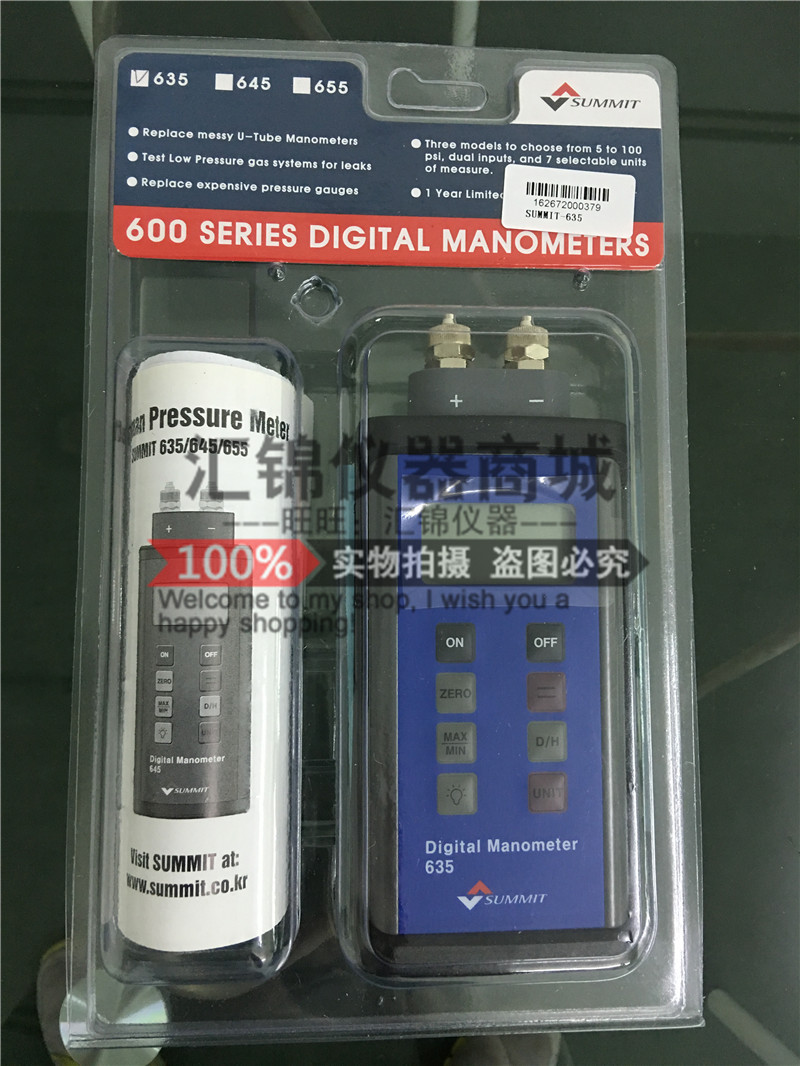 635
645
655
SUMMIT
Replace messy U-Tube Manometers
Test Low Pressure gas systems for leaks
Replace expensive pressure gauges
Three models to choose from 5 to 100
psi, dual inputs, and 7 selectable units
of measure.
1 Year Limited
162672000379
SUMMIT-635
600 SERIES DIGITAL MANOMETERS
Pressure Meter
SUMMIT 635/645/655
+ −
ON OFF
ZERO
MAX
MIN
D/H
UNIT
Digital Manometer
645
SUMMIT
Visit SUMMIT at:
www.summit.co.kr
+ −
汇锦仪器商城
---旺旺：汇锦仪器---
100% 实物拍摄 盗图必究
Welcome to my shop, I wish you a
happy shopping!
ON OFF
ZERO
MAX
MIN
D/H
UNIT
Digital Manometer
635
SUMMIT